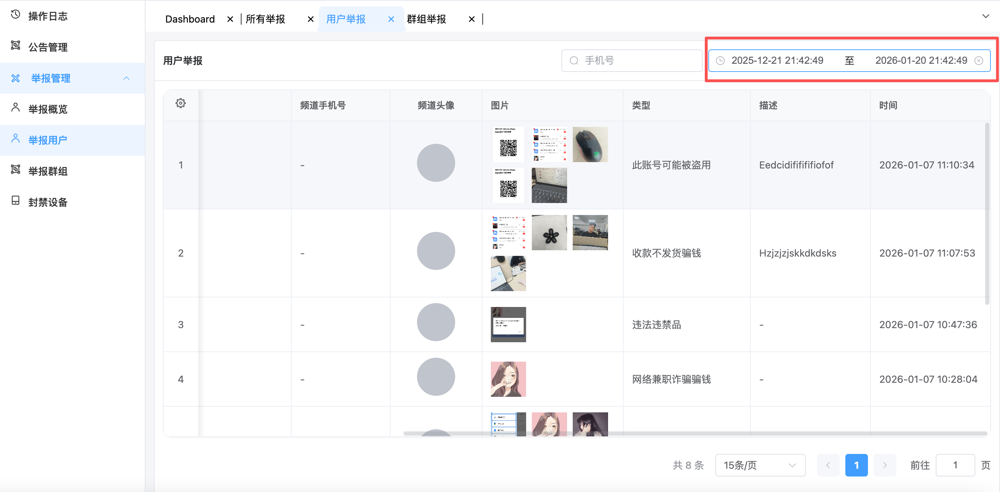 操作日志
公告管理
举报管理
举报概览
举报用户
举报群组
封禁设备
Dashboard
所有举报
用户举报
群组举报
用户举报
手机号
2025-12-21 21:42:49 至 2026-01-20 21:42:49
频道手机号 频道头像 图片 类型 描述 时间
1 - 此账号可能被盗用 Eedcidifififififiofof 2026-01-07 11:10:34
nguyen 123456
nguyen 123456
2 - 收款不发货骗钱 Hzjzjzjskkdkdsks 2026-01-07 11:07:53
3 - 违法违禁品 - 2026-01-07 10:47:36
4 - 网络兼职诈骗骗钱 - 2026-01-07 10:28:04
共 8 条 15条/页 1 前往 1 页